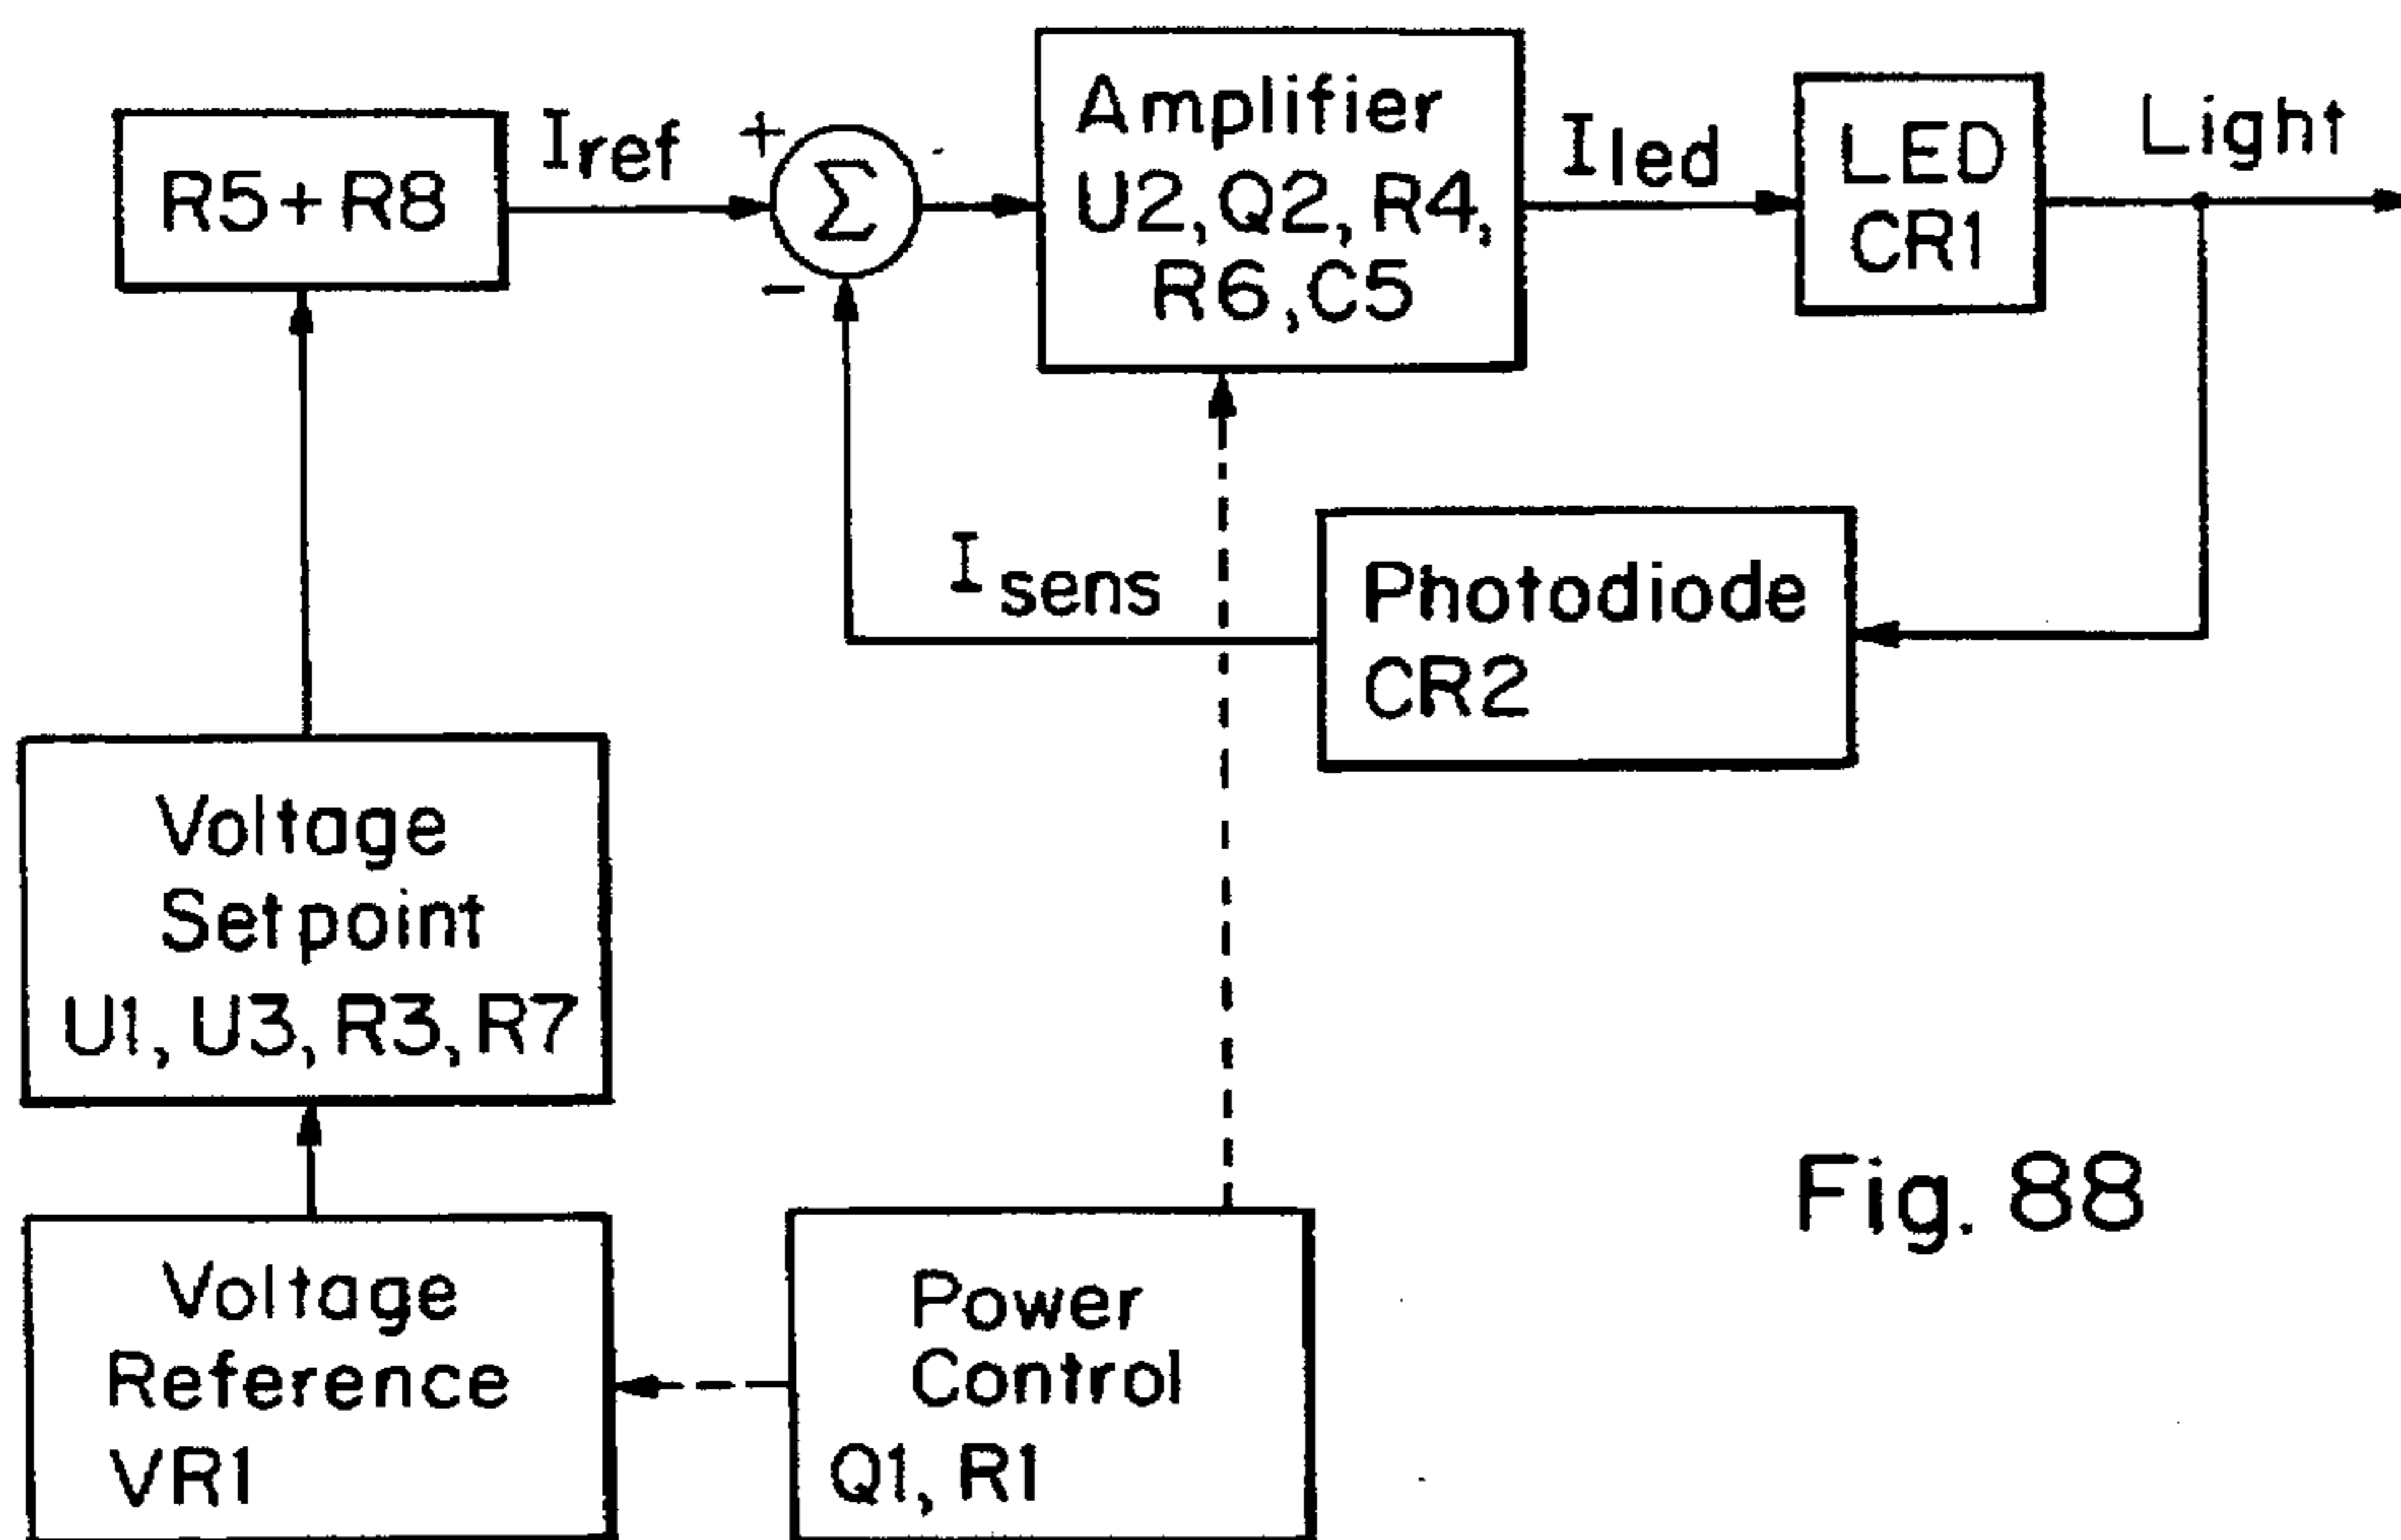 R5+R8
Iref
+
Σ
-
Amplifier
U2, Q2, R4,
R6, C5
Iled
LED
CR1
Light
Isens
Photodiode
CR2
Voltage
Setpoint
U1, U3, R3, R7
Voltage
Reference
VR1
Power
Control
Q1, R1
Fig. 88